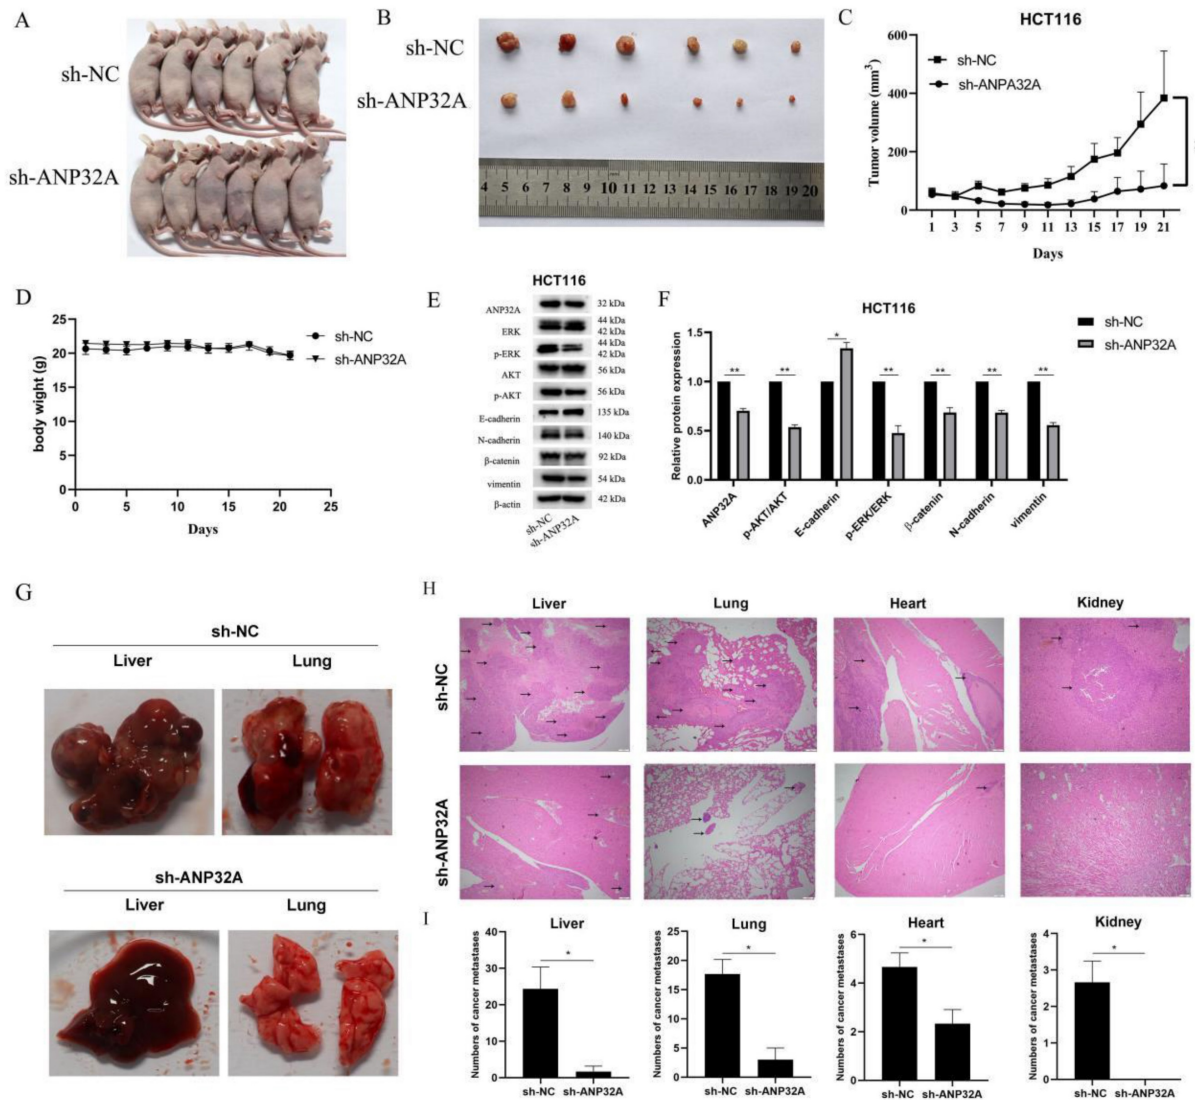 A
sh-NC
sh-ANP32A
B
sh-NC
sh-ANP32A
4 5 6 7 8 9 10 11 12 13 14 15 16 17 18 19 20
C
HCT116
600
400
200
0
Tumor volume (mm³)
sh-NC
sh-ANPA32A
1 3 5 7 9 11 13 15 17 19 21
Days
D
25
20
15
10
5
0
body wight (g)
sh-NC
sh-ANP32A
0 5 10 15 20 25
Days
E
HCT116
ANP32A 32 kDa
ERK 44 kDa
42 kDa
p-ERK 44 kDa
42 kDa
AKT 56 kDa
p-AKT 56 kDa
E-cadherin 135 kDa
N-cadherin 140 kDa
β-catenin 92 kDa
vimentin 54 kDa
β-actin 42 kDa
sh-NC
sh-ANP32A
F
HCT116
1.5
1.0
0.5
0.0
Relative protein expression
** ** * ** ** ** **
sh-NC
sh-ANP32A
ANP32A
p-AKT/AKT
E-cadherin
p-ERK/ERK
β-catenin
N-cadherin
vimentin
G
sh-NC
Liver Lung
sh-ANP32A
Liver Lung
H
Liver Lung Heart Kidney
sh-NC
sh-ANP32A
I
Liver
40
30
20
10
0
Numbers of cancer metastases
*
sh-NC sh-ANP32A
Lung
25
20
15
10
5
0
Numbers of cancer metastases
*
sh-NC sh-ANP32A
Heart
6
4
2
0
Numbers of cancer metastases
*
sh-NC sh-ANP32A
Kidney
4
3
2
1
0
Numbers of cancer metastases
*
sh-NC sh-ANP32A